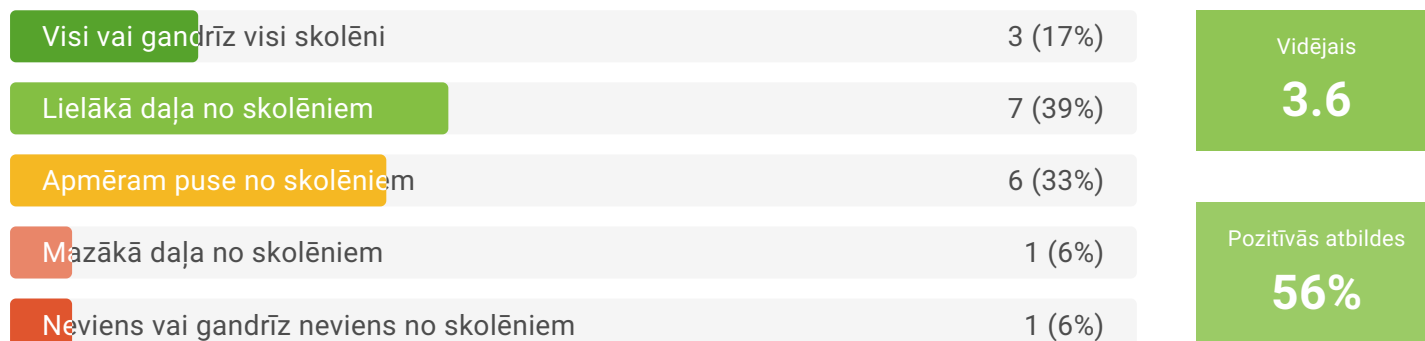 Visi vai gandrīz visi skolēni 3 (17%)
Lielākā daļa no skolēniem 7 (39%)
Apmēram puse no skolēniem 6 (33%)
Mazākā daļa no skolēniem 1 (6%)
Neviens vai gandrīz neviens no skolēniem 1 (6%)
Vidējais
3.6
Pozitīvās atbildes
56%